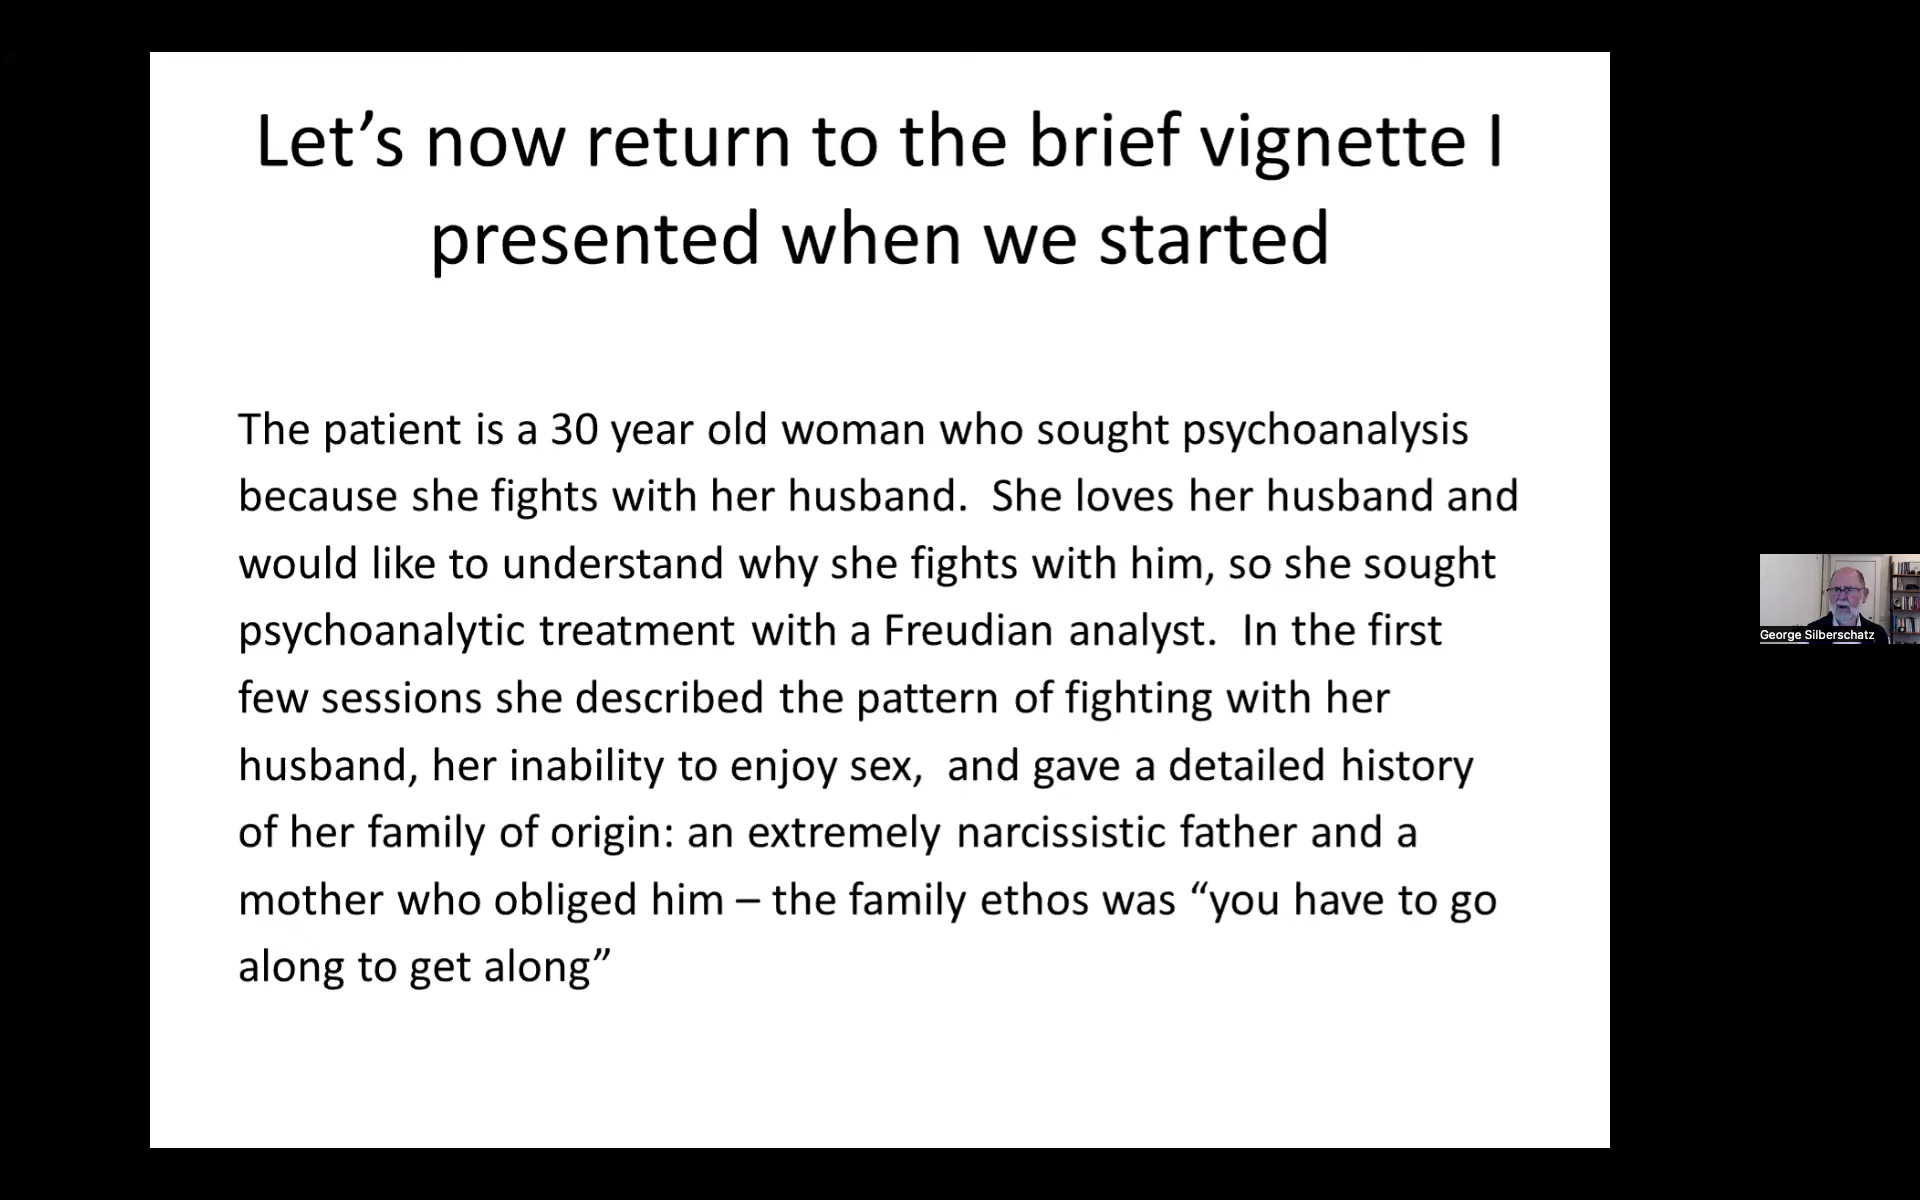 Let’s now return to the brief vignette I
presented when we started
The patient is a 30 year old woman who sought psychoanalysis
because she fights with her husband.  She loves her husband and
would like to understand why she fights with him, so she sought
psychoanalytic treatment with a Freudian analyst.  In the first
few sessions she described the pattern of fighting with her
husband, her inability to enjoy sex,  and gave a detailed history
of her family of origin: an extremely narcissistic father and a
mother who obliged him – the family ethos was “you have to go
along to get along”
George Silberschatz